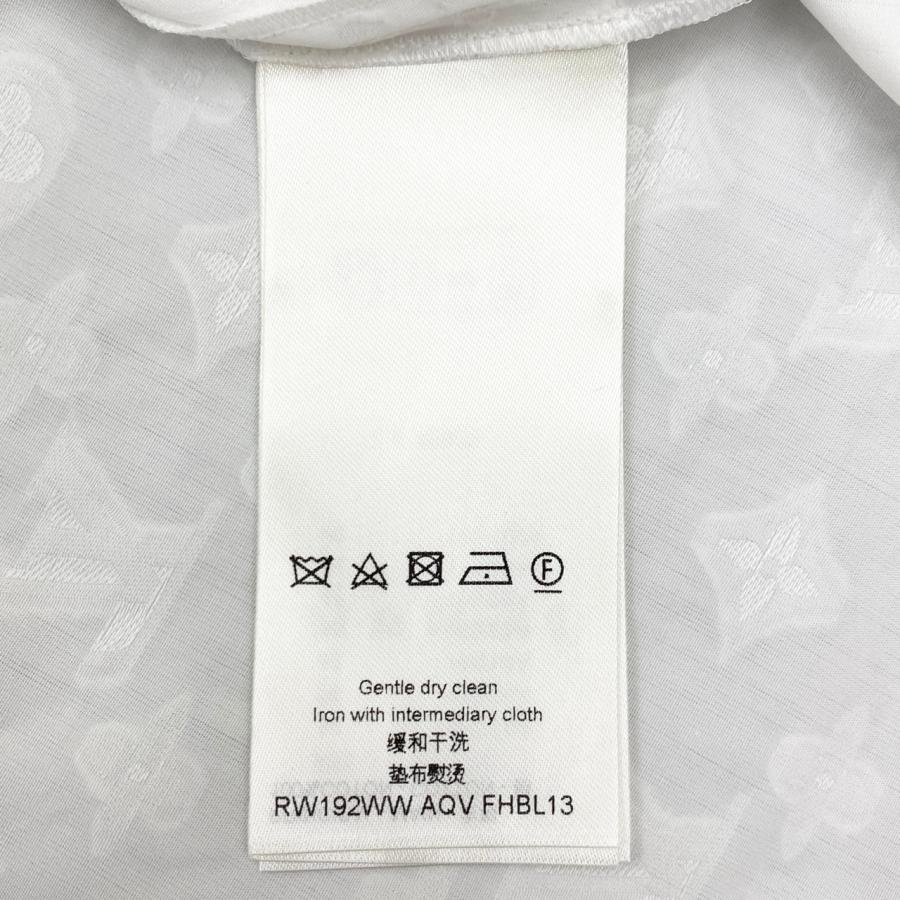 F
Gentle dry clean
Iron with intermediary cloth
缓和干洗
垫布熨烫
RW192WW AQV FHBL13